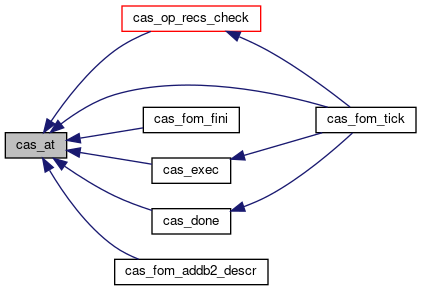 cas_op_recs_check
cas_fom_fini
cas_fom_tick
cas_at
cas_exec
cas_done
cas_fom_addb2_descr